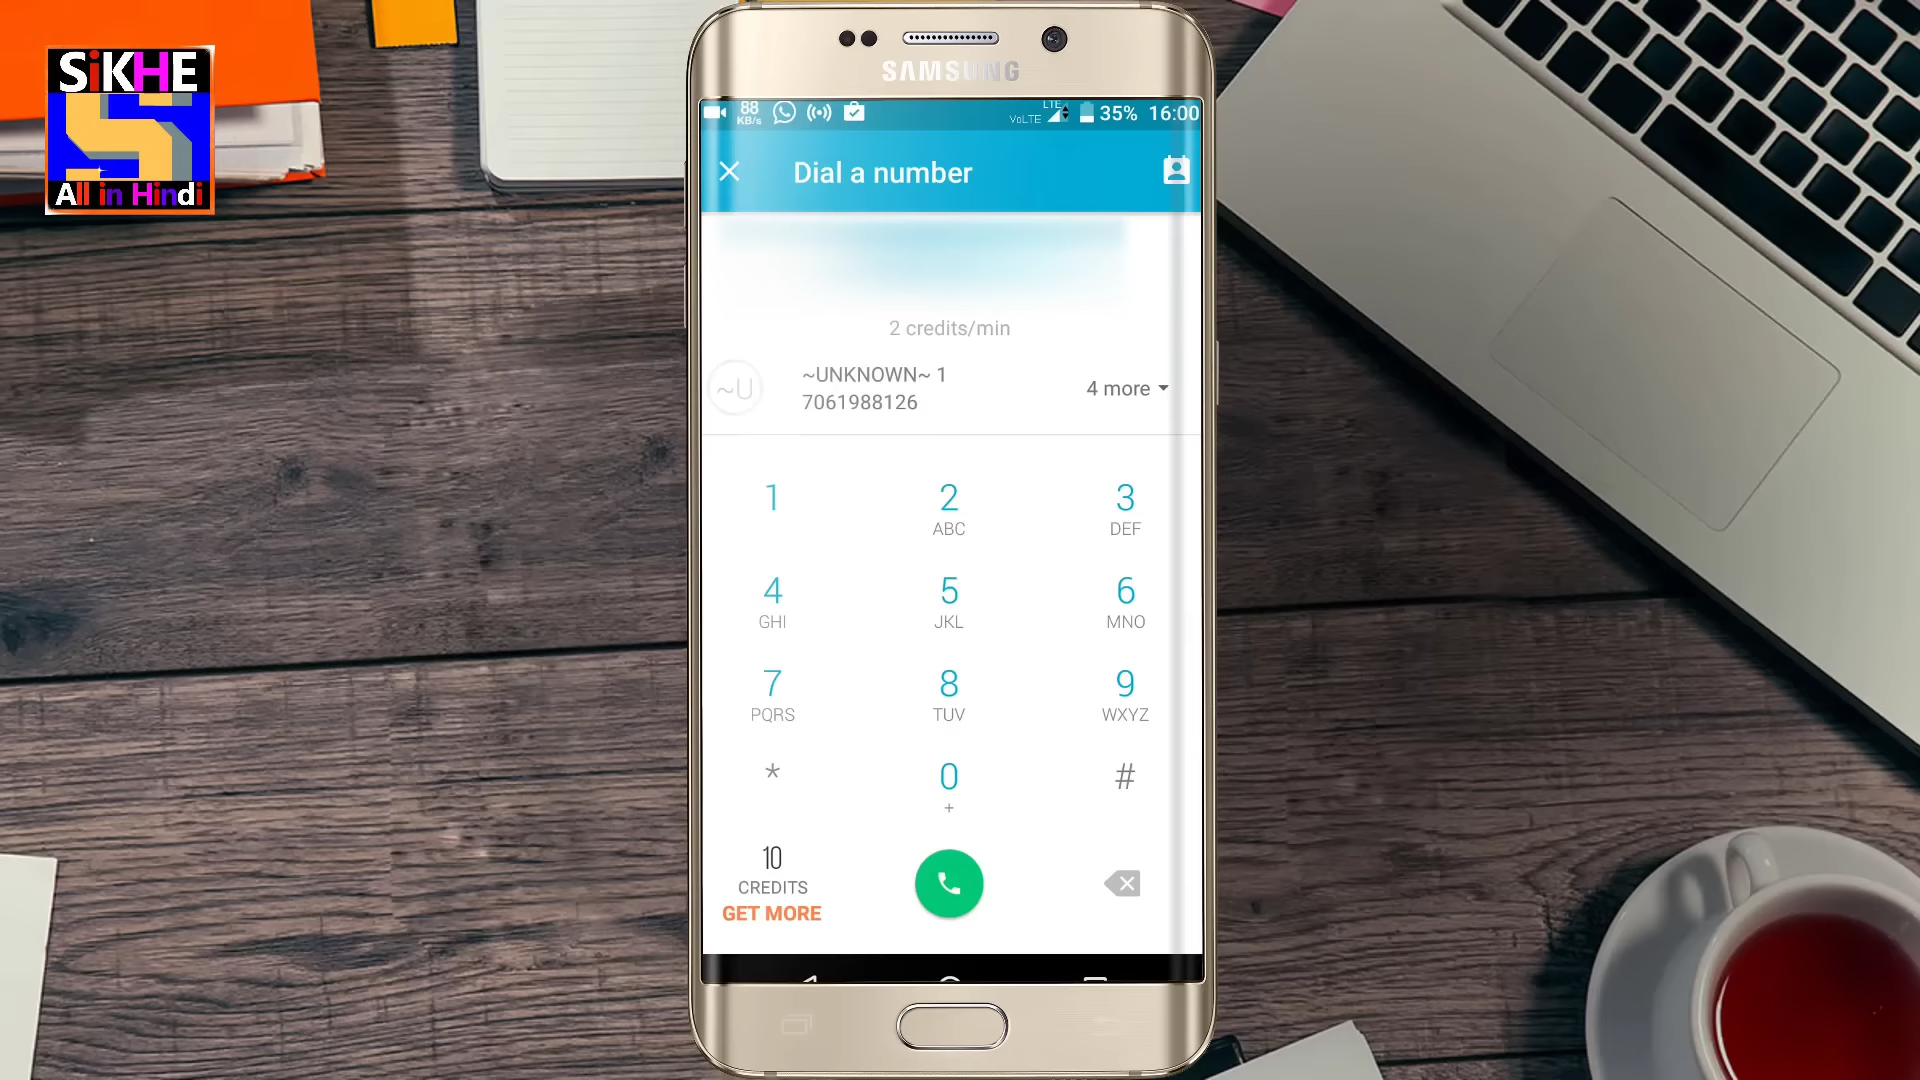 SiKHE
All in Hindi
SAMSUNG
88
KB/s
LTE
VoLTE
35%
16:00
Dial a number
2 credits/min
~U
~UNKNOWN~ 1
7061988126
4 more
1
2
3
ABC
DEF
4
5
6
GHI
JKL
MNO
7
8
9
PQRS
TUV
WXYZ
*
0
#
+
10
CREDITS
GET MORE